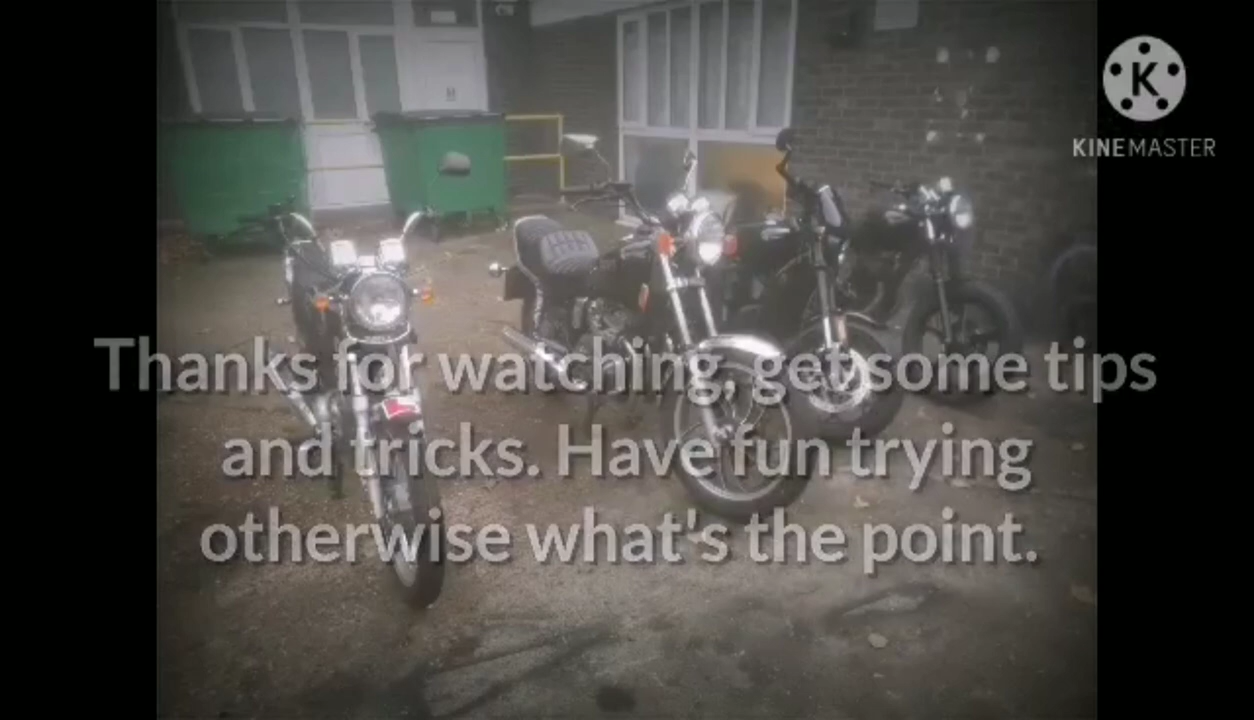 KINEMASTER
Thanks for watching, get some tips
and tricks. Have fun trying
otherwise what's the point.